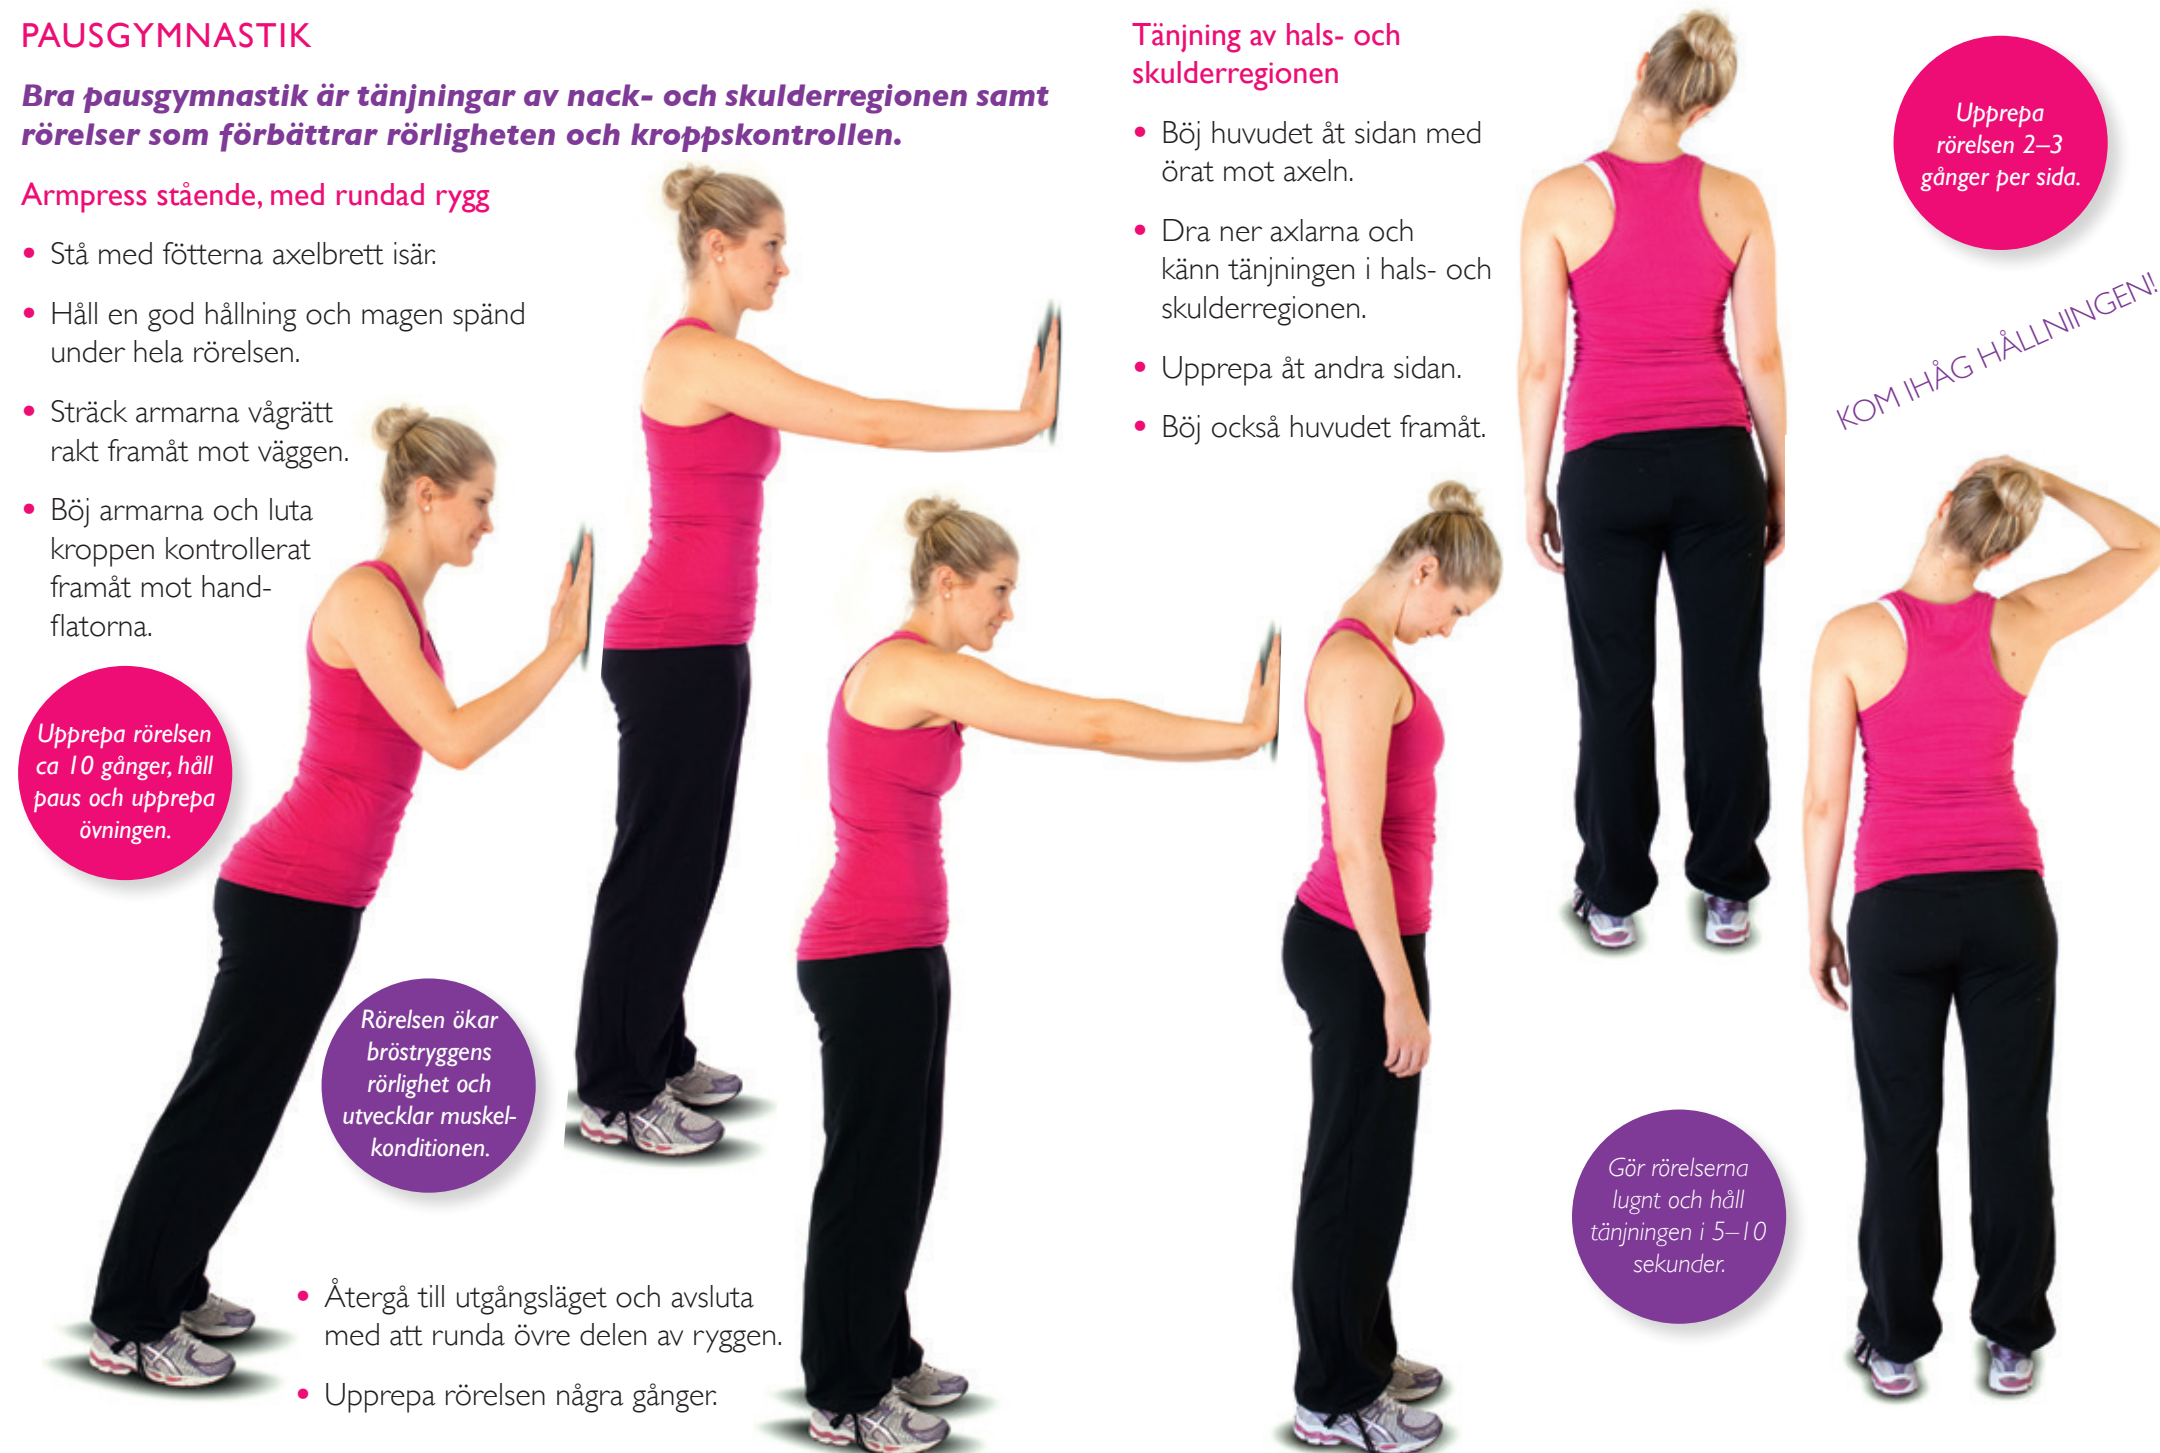 PAUSGYMNASTIK
Bra pausgymnastik är tänjningar av nack- och skulderregionen samt
rörelser som förbättrar rörligheten och kroppskontrollen.
Armpress stående, med rundad rygg
• Stå med fötterna axelbrett isär.
• Håll en god hållning och magen spänd
under hela rörelsen.
• Sträck armarna vågrätt
rakt framåt mot väggen.
• Böj armarna och luta
kroppen kontrollerat
framåt mot hand-
flatorna.
Upprepa rörelsen
ca 10 gånger, håll
paus och upprepa
övningen.
Rörelsen ökar
bröstryggens
rörlighet och
utvecklar muskel-
konditionen.
• Återgå till utgångsläget och avsluta
med att runda övre delen av ryggen.
• Upprepa rörelsen några gånger.
Tänjning av hals- och
skulderregionen
• Böj huvudet åt sidan med
örat mot axeln.
• Dra ner axlarna och
känn tänjningen i hals- och
skulderregionen.
• Upprepa åt andra sidan.
• Böj också huvudet framåt.
Upprepa
rörelsen 2–3
gånger per sida.
KOM IHÅG HÅLLNINGEN!
Gör rörelserna
lugnt och håll
tänjningen i 5–10
sekunder.